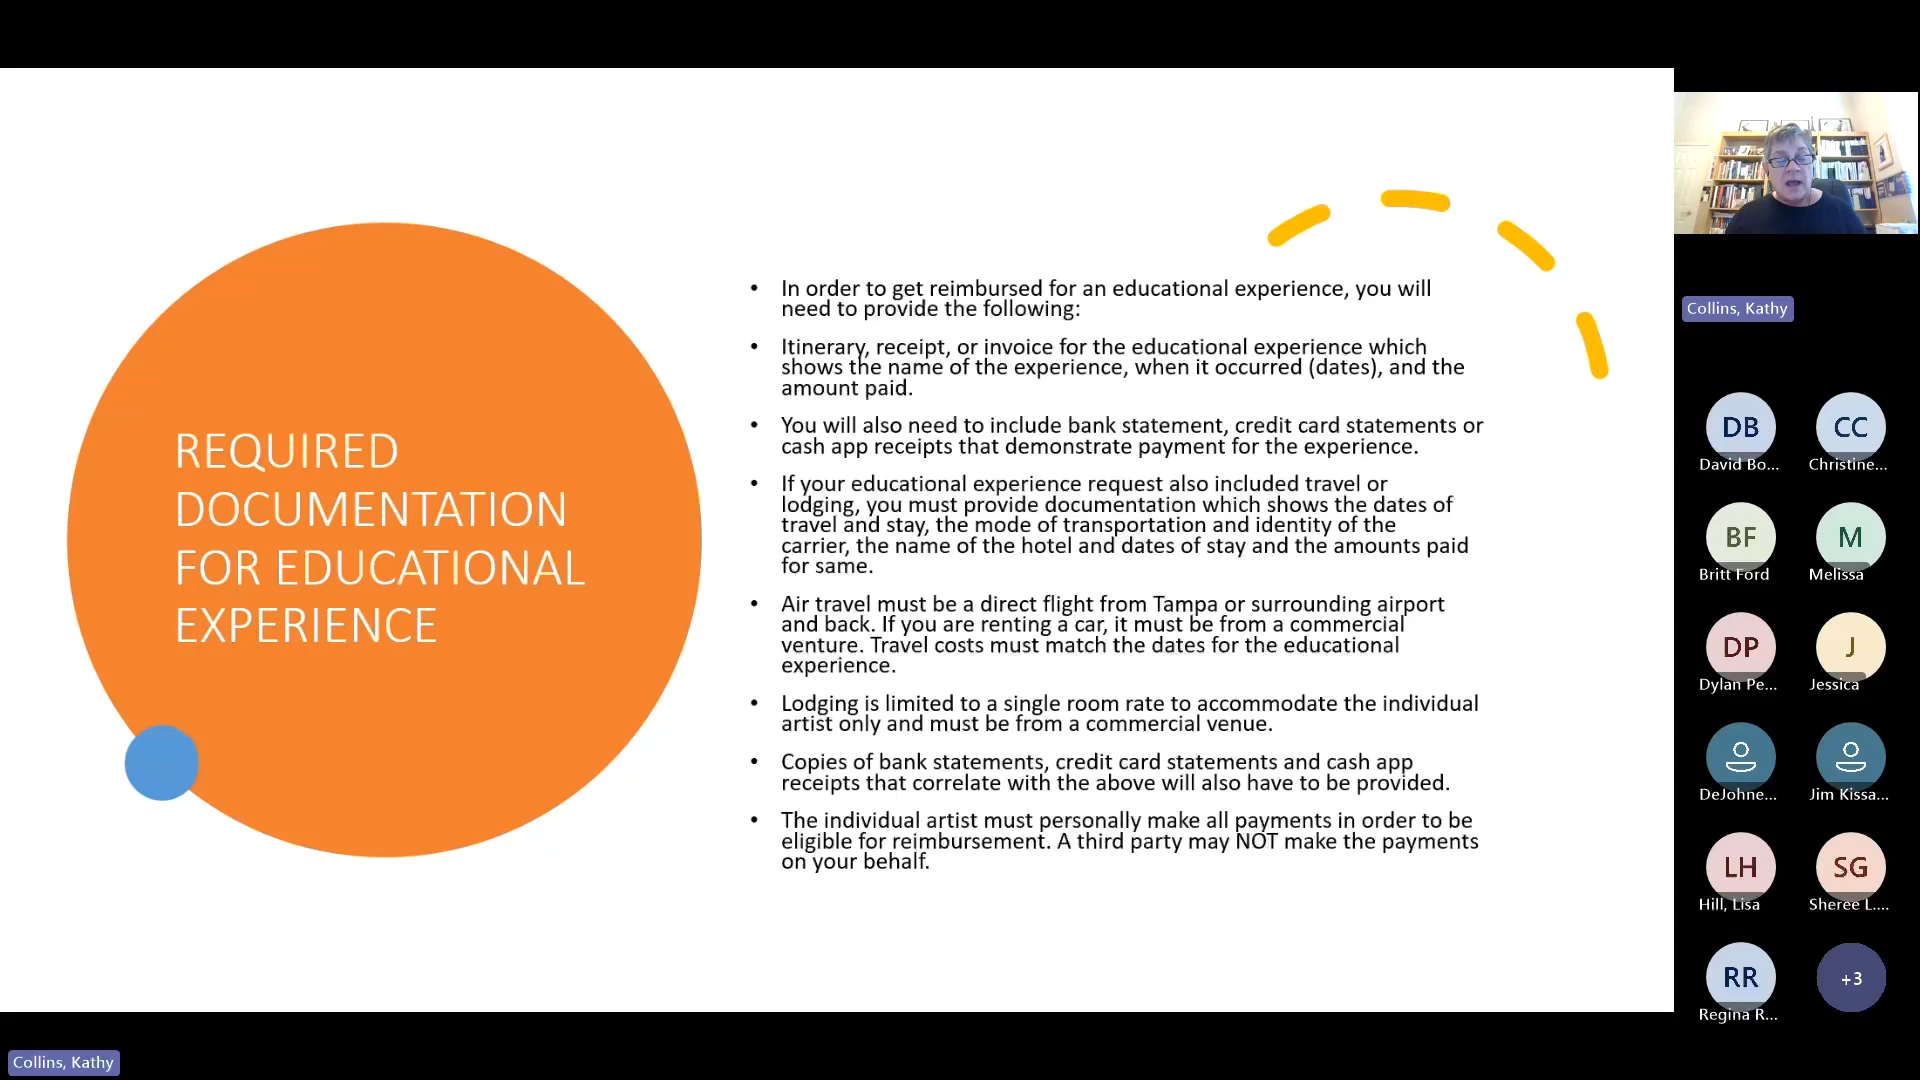 REQUIRED
DOCUMENTATION
FOR EDUCATIONAL
EXPERIENCE
• In order to get reimbursed for an educational experience, you will
need to provide the following:
• Itinerary, receipt, or invoice for the educational experience which
shows the name of the experience, when it occurred (dates), and the
amount paid.
• You will also need to include bank statement, credit card statements or
cash app receipts that demonstrate payment for the experience.
• If your educational experience request also included travel or
lodging, you must provide documentation which shows the dates of
travel and stay, the mode of transportation and identity of the
carrier, the name of the hotel and dates of stay and the amounts paid
for same.
• Air travel must be a direct flight from Tampa or surrounding airport
and back. If you are renting a car, it must be from a commercial
venture. Travel costs must match the dates for the educational
experience.
• Lodging is limited to a single room rate to accommodate the individual
artist only and must be from a commercial venue.
• Copies of bank statements, credit card statements and cash app
receipts that correlate with the above will also have to be provided.
• The individual artist must personally make all payments in order to be
eligible for reimbursement. A third party may NOT make the payments
on your behalf.
Collins, Kathy
DB
David Bo...
CC
Christine...
BF
Britt Ford
M
Melissa
DP
Dylan Pe...
J
Jessica
DeJohne...
Jim Kissa...
LH
Hill, Lisa
SG
Sheree L....
RR
Regina R...
+3
Collins, Kathy